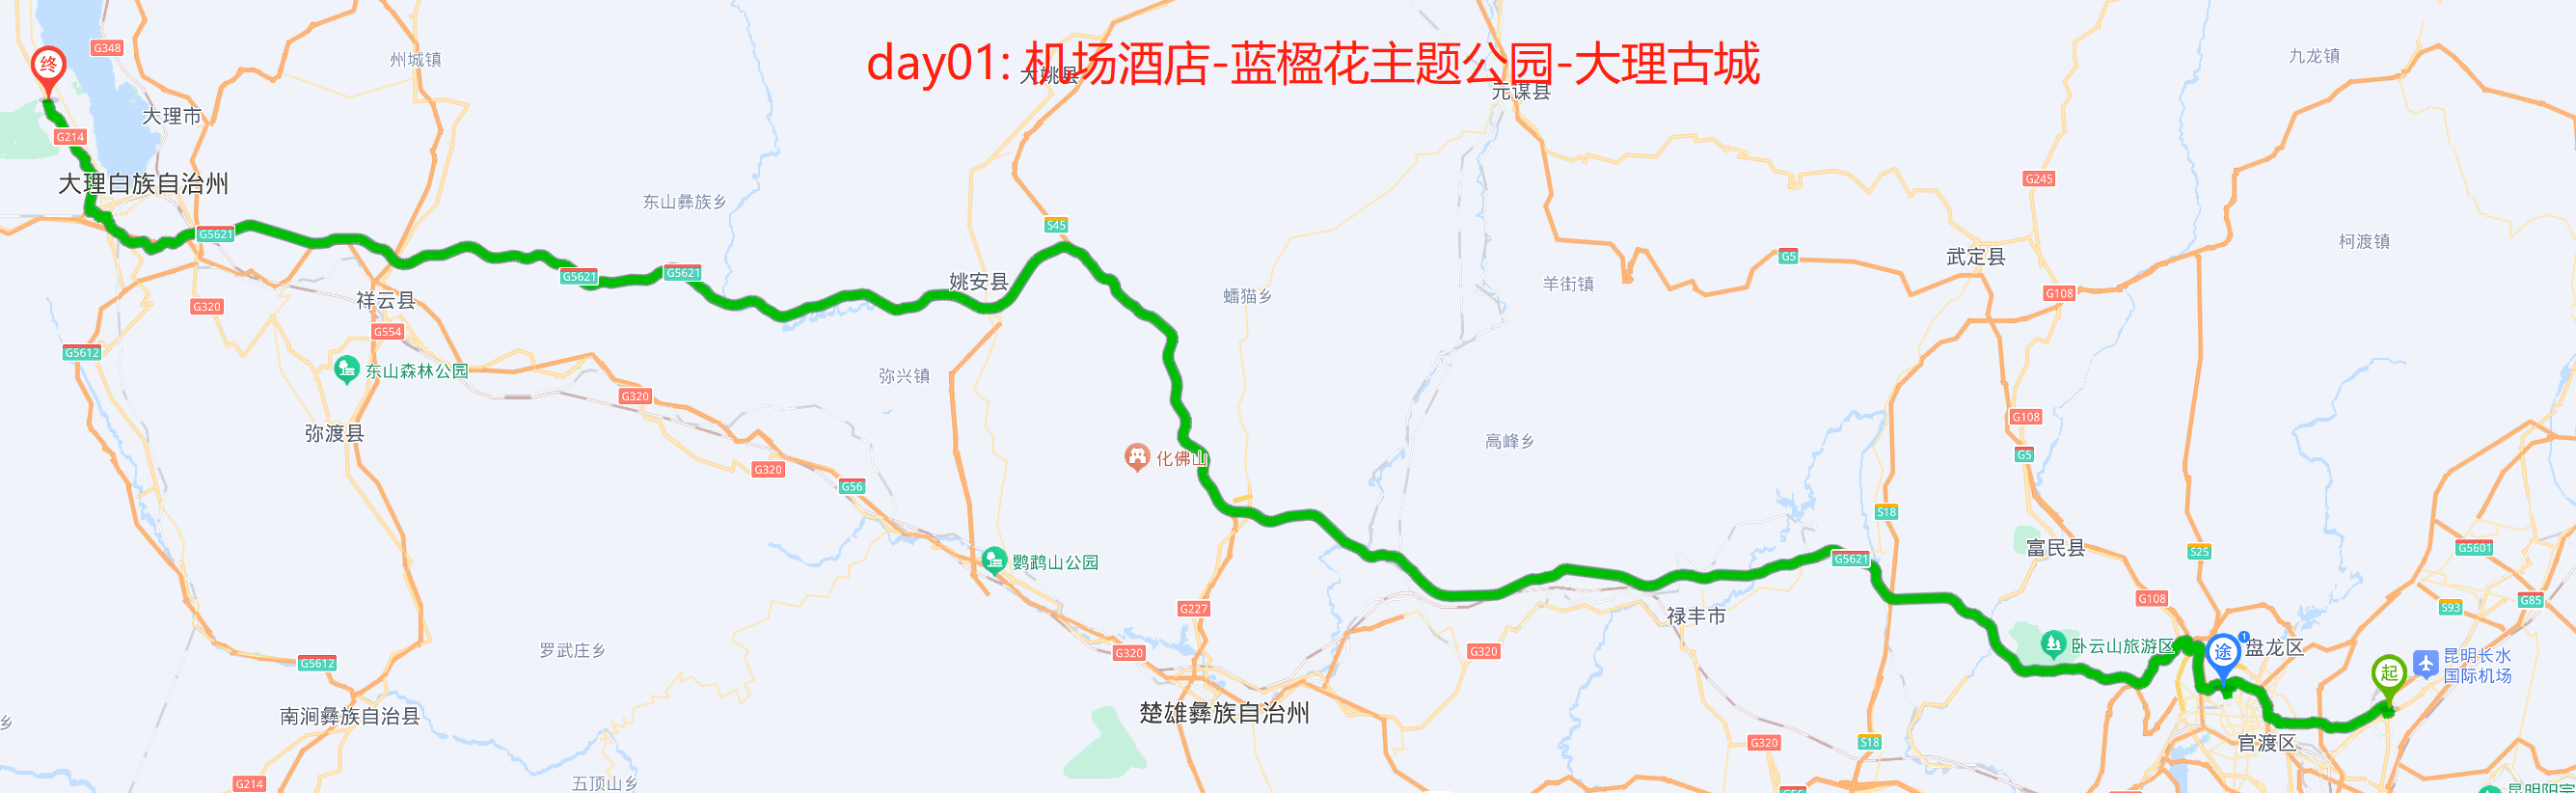 day01: 机场酒店-蓝楹花主题公园-大理古城
G348
州城镇
大姚县
元谋县
九龙镇
终
大理市
G214
G245
大理白族自治州
东山彝族乡
S45
G5621
柯渡镇
G5
武定县
G5621
G5621
姚安县
羊街镇
蟠猫乡
G108
祥云县
G320
G554
G5612
东山森林公园
弥兴镇
G320
G108
弥渡县
高峰乡
化佛山
G5
G320
G56
S18
富民县
G5601
S25
鹦鹉山公园
G5621
G108
G85
S93
G227
禄丰市
罗武庄乡
G320
G320
卧云山旅游区
途
1
盘龙区
昆明长水
国际机场
起
G5612
南涧彝族自治县
楚雄彝族自治州
乡
G320
S18
官渡区
G214
五顶山乡